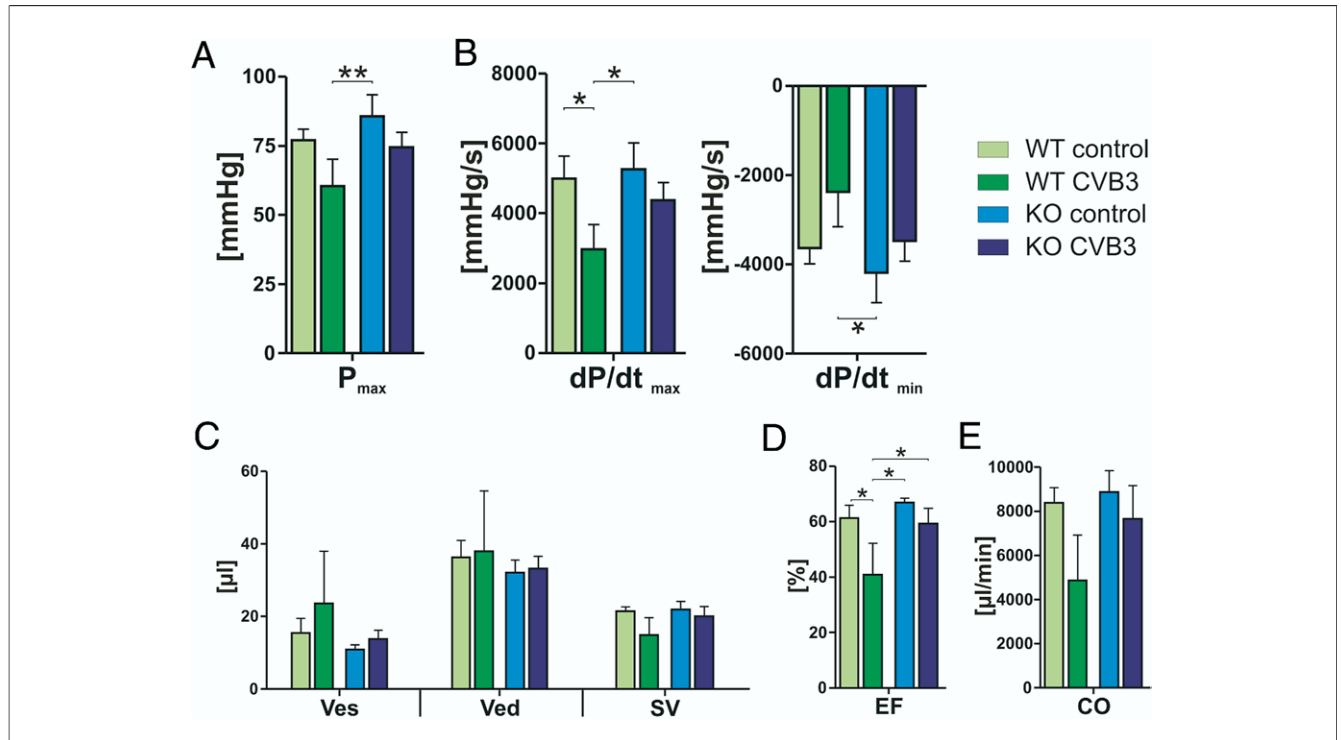 A
[mmHg]
100
75
50
25
0
**
P max
B
[mmHg/s]
8000
6000
4000
2000
0
*
*
dP/dt max
[mmHg/s]
0
-2000
-4000
-6000
*
dP/dt min
WT control
WT CVB3
KO control
KO CVB3
C
[µl]
60
40
20
0
Ves
Ved
SV
D
[%]
80
60
40
20
0
*
*
*
EF
E
[µl/min]
10000
8000
6000
4000
2000
0
CO